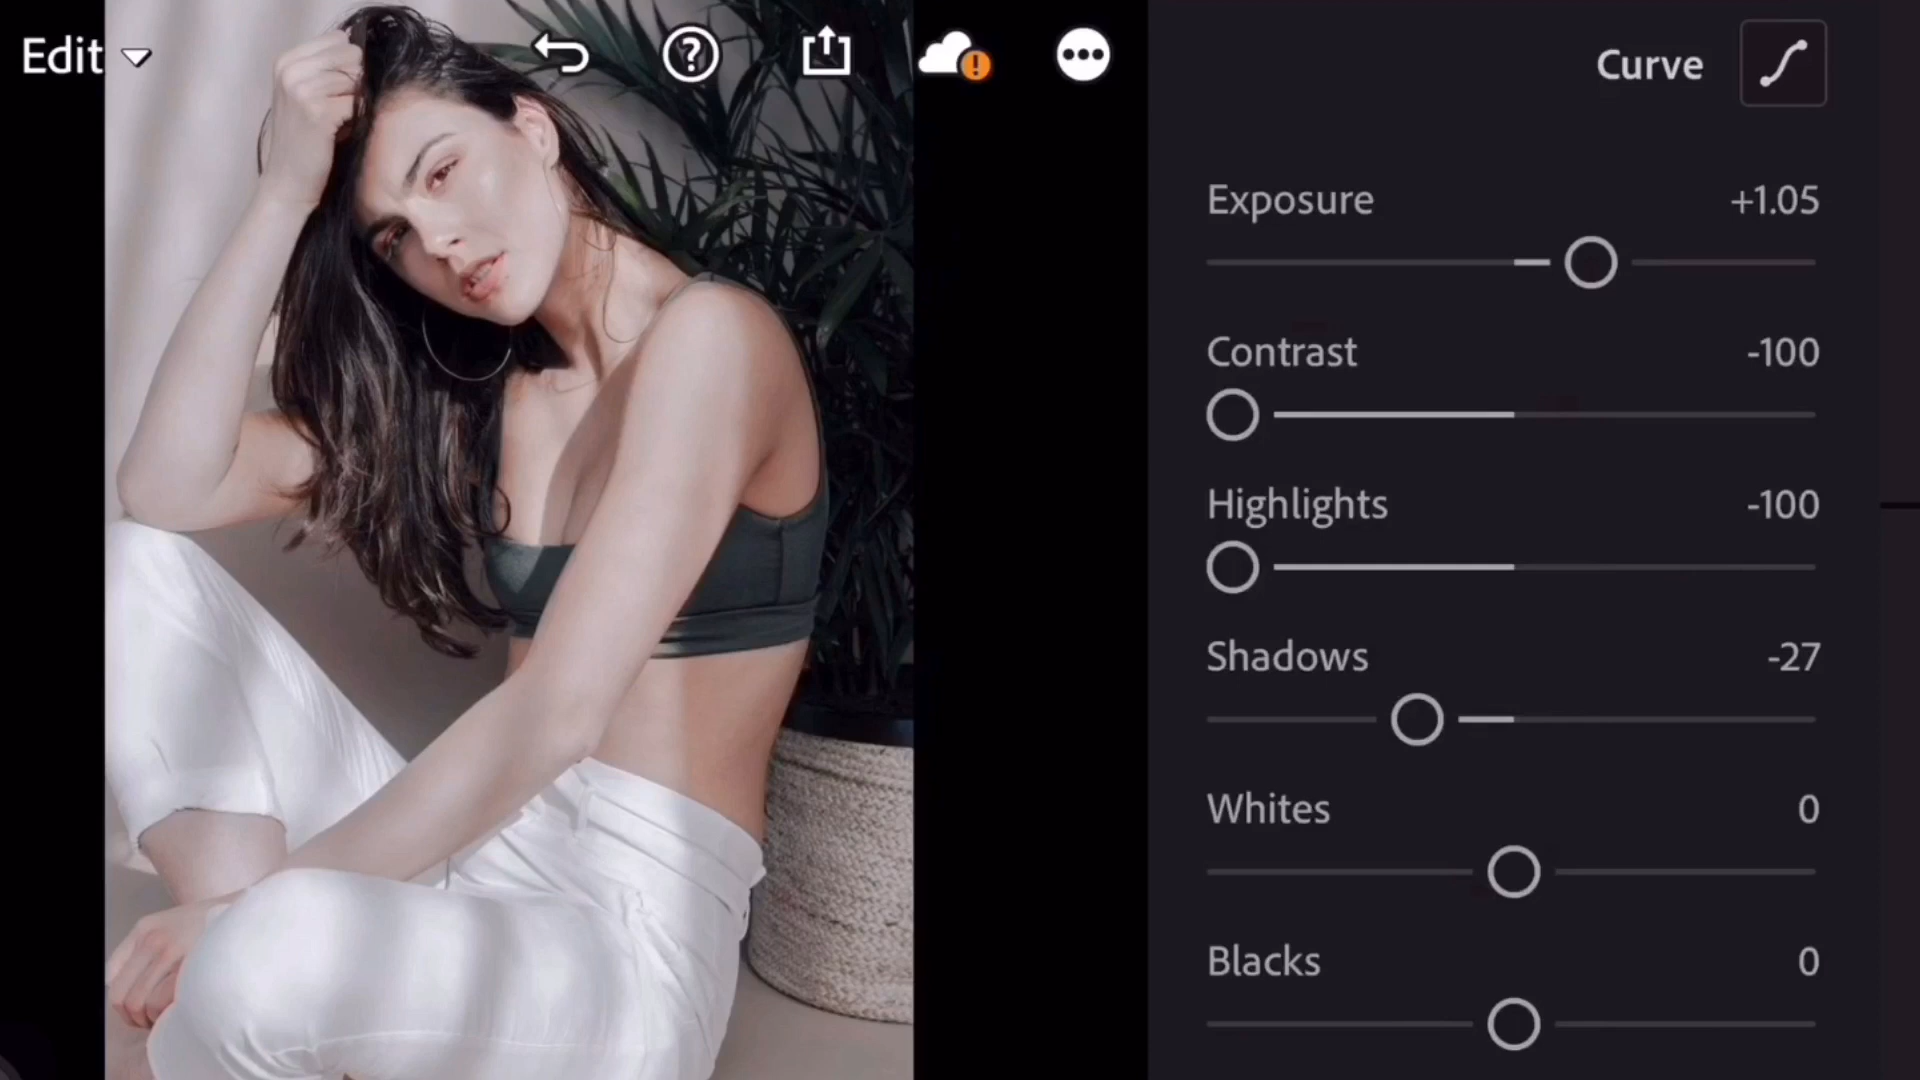 Edit
Curve
Exposure +1.05
Contrast -100
Highlights -100
Shadows -27
Whites 0
Blacks 0